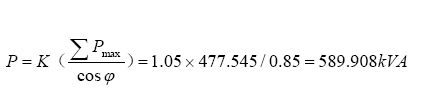 P = K（∑ P_max / cos φ）= 1.05 × 477.545 / 0.85 = 589.908kVA